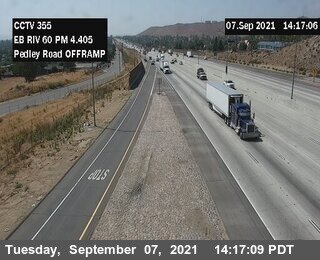 CCTV 355
EB RIV 60 PM 4.405
Pedley Road OFFRAMP
07.Sep 2021 14:17:06
STOP
Tuesday, September 07, 2021 14:17:09 PDT